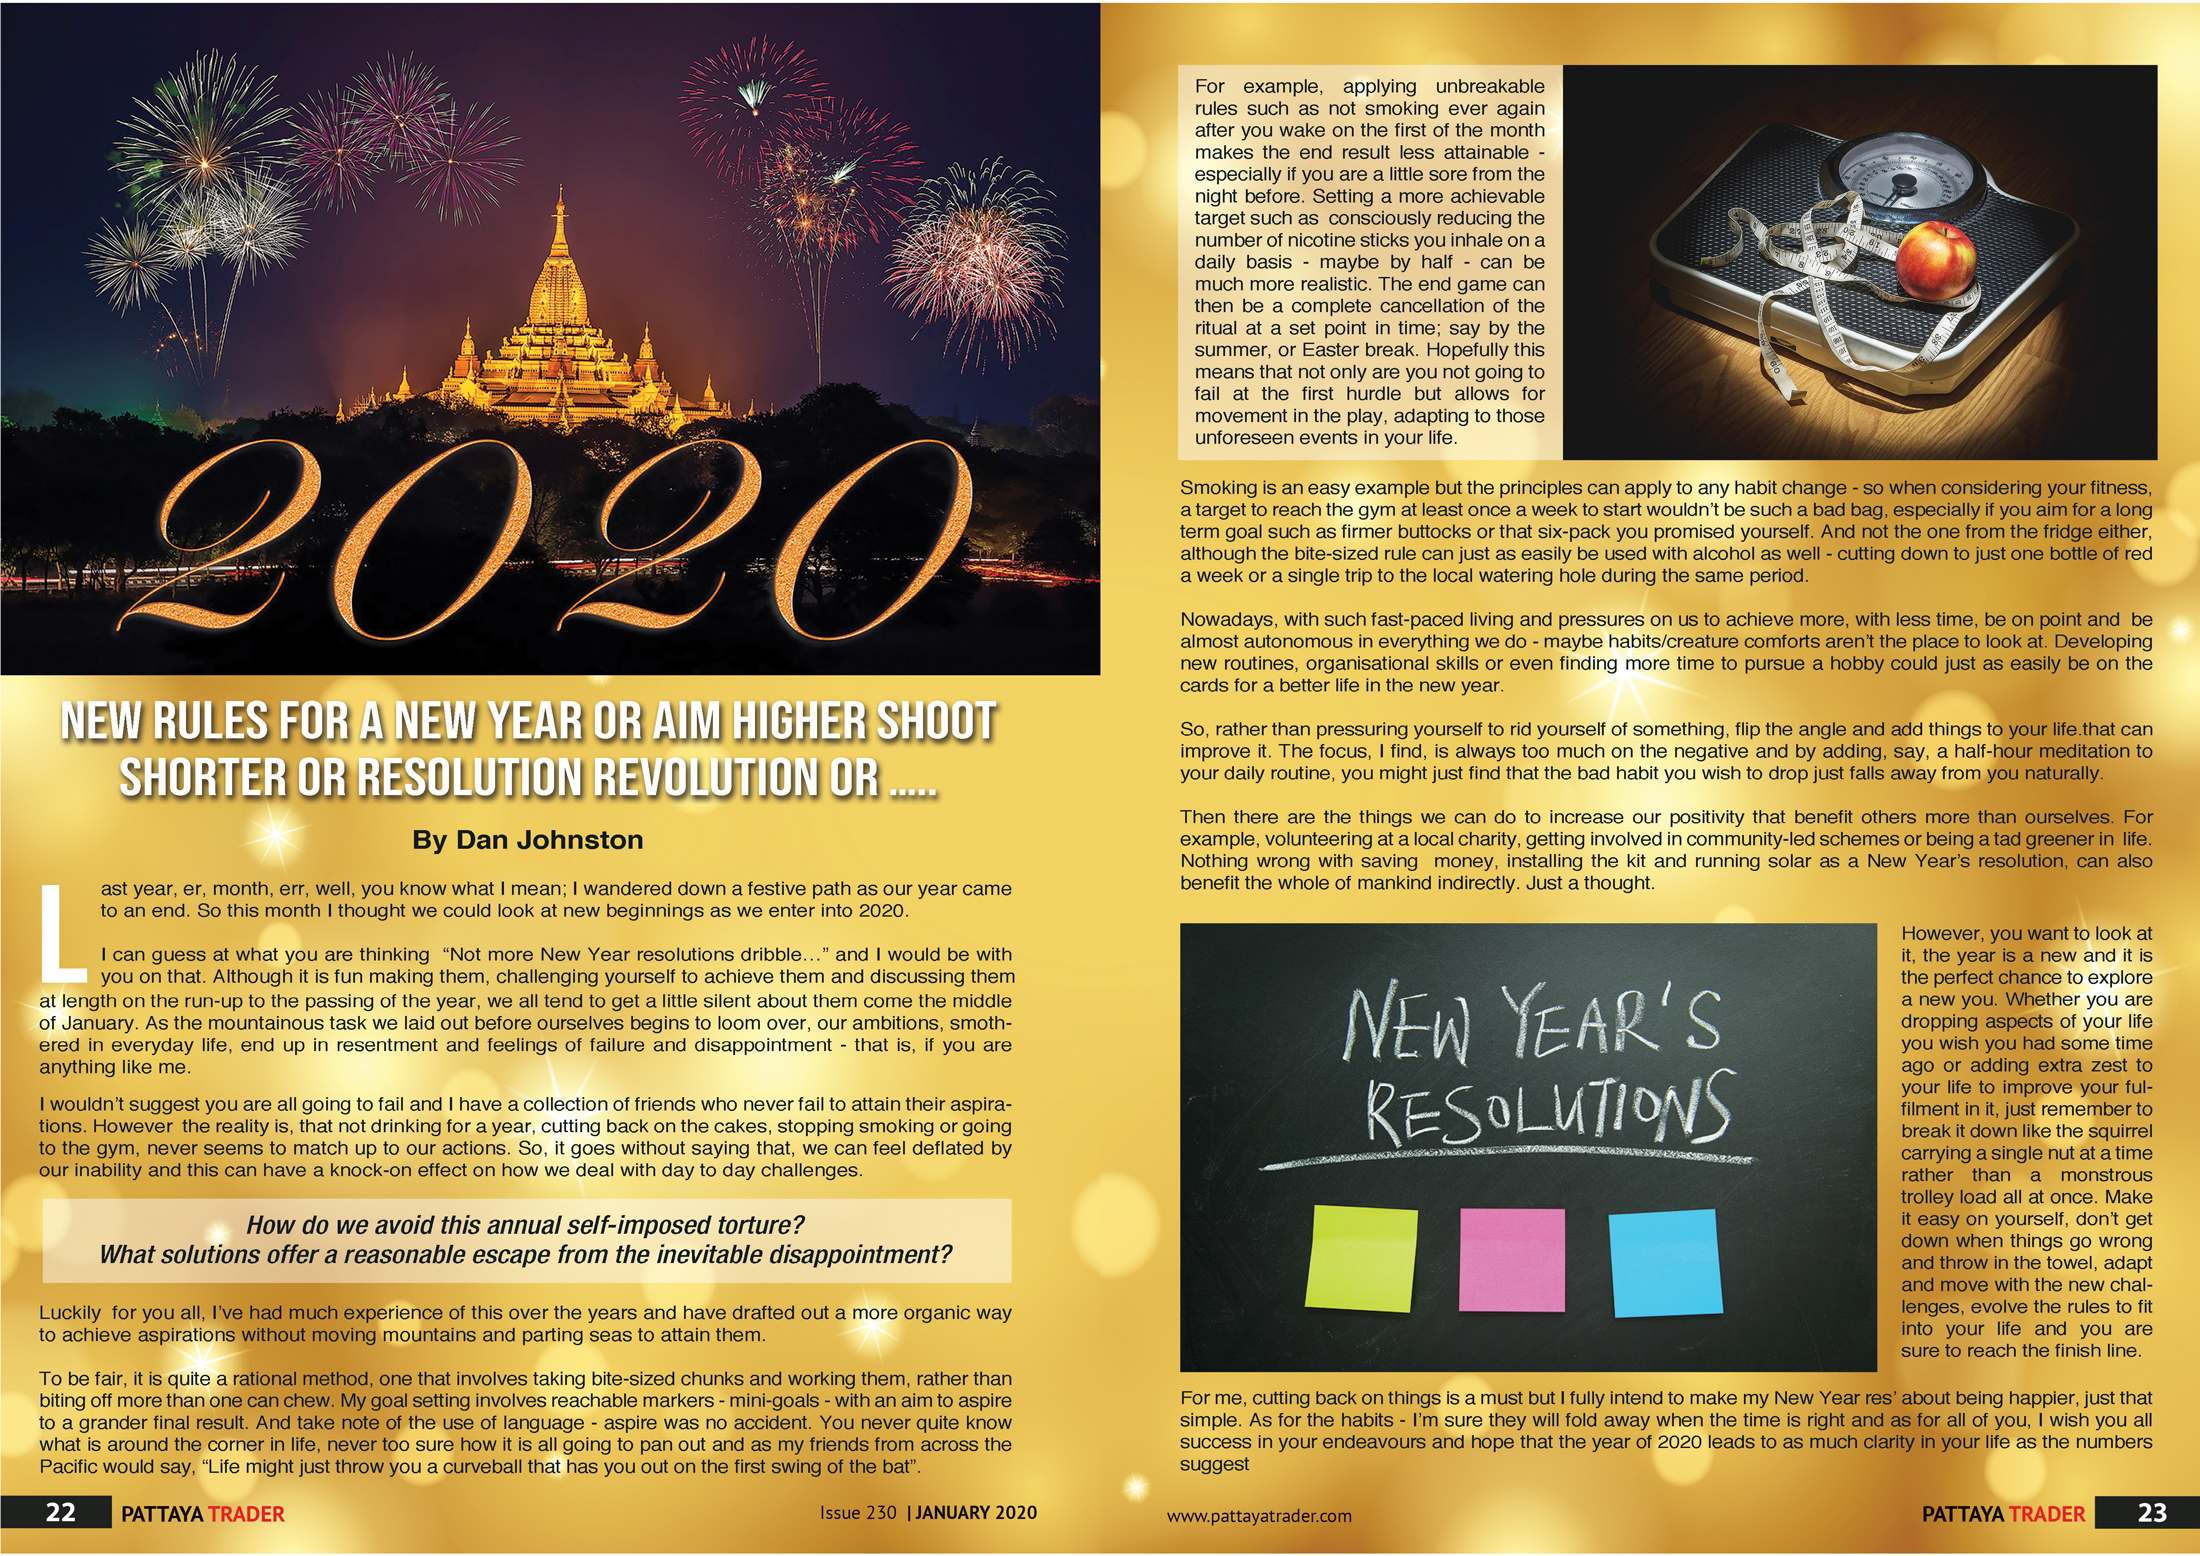 2020
NEW RULES FOR A NEW YEAR OR AIM HIGHER SHOOT
SHORTER OR RESOLUTION REVOLUTION OR .....
By Dan Johnston
Last year, er, month, err, well, you know what I mean; I wandered down a festive path as our year came
to an end. So this month I thought we could look at new beginnings as we enter into 2020.
I can guess at what you are thinking “Not more New Year resolutions dribble…” and I would be with
you on that. Although it is fun making them, challenging yourself to achieve them and discussing them
at length on the run-up to the passing of the year, we all tend to get a little silent about them come the middle
of January. As the mountainous task we laid out before ourselves begins to loom over, our ambitions, smoth-
ered in everyday life, end up in resentment and feelings of failure and disappointment - that is, if you are
anything like me.
I wouldn’t suggest you are all going to fail and I have a collection of friends who never fail to attain their aspira-
tions. However the reality is, that not drinking for a year, cutting back on the cakes, stopping smoking or going
to the gym, never seems to match up to our actions. So, it goes without saying that, we can feel deflated by
our inability and this can have a knock-on effect on how we deal with day to day challenges.
How do we avoid this annual self-imposed torture?
What solutions offer a reasonable escape from the inevitable disappointment?
Luckily for you all, I’ve had much experience of this over the years and have drafted out a more organic way
to achieve aspirations without moving mountains and parting seas to attain them.
To be fair, it is quite a rational method, one that involves taking bite-sized chunks and working them, rather than
biting off more than one can chew. My goal setting involves reachable markers - mini-goals - with an aim to aspire
to a grander final result. And take note of the use of language - aspire was no accident. You never quite know
what is around the corner in life, never too sure how it is all going to pan out and as my friends from across the
Pacific would say, “Life might just throw you a curveball that has you out on the first swing of the bat”.
22 PATTAYA TRADER
Issue 230 | JANUARY 2020
For example, applying unbreakable
rules such as not smoking ever again
after you wake on the first of the month
makes the end result less attainable -
especially if you are a little sore from the
night before. Setting a more achievable
target such as consciously reducing the
number of nicotine sticks you inhale on a
daily basis - maybe by half - can be
much more realistic. The end game can
then be a complete cancellation of the
ritual at a set point in time; say by the
summer, or Easter break. Hopefully this
means that not only are you not going to
fail at the first hurdle but allows for
movement in the play, adapting to those
unforeseen events in your life.
Smoking is an easy example but the principles can apply to any habit change - so when considering your fitness,
a target to reach the gym at least once a week to start wouldn’t be such a bad bag, especially if you aim for a long
term goal such as firmer buttocks or that six-pack you promised yourself. And not the one from the fridge either,
although the bite-sized rule can just as easily be used with alcohol as well - cutting down to just one bottle of red
a week or a single trip to the local watering hole during the same period.
Nowadays, with such fast-paced living and pressures on us to achieve more, with less time, be on point and be
almost autonomous in everything we do - maybe habits/creature comforts aren’t the place to look at. Developing
new routines, organisational skills or even finding more time to pursue a hobby could just as easily be on the
cards for a better life in the new year.
So, rather than pressuring yourself to rid yourself of something, flip the angle and add things to your life.that can
improve it. The focus, I find, is always too much on the negative and by adding, say, a half-hour meditation to
your daily routine, you might just find that the bad habit you wish to drop just falls away from you naturally.
Then there are the things we can do to increase our positivity that benefit others more than ourselves. For
example, volunteering at a local charity, getting involved in community-led schemes or being a tad greener in life.
Nothing wrong with saving money, installing the kit and running solar as a New Year’s resolution, can also
benefit the whole of mankind indirectly. Just a thought.
NEW YEAR'S
RESOLUTIONS
However, you want to look at
it, the year is a new and it is
the perfect chance to explore
a new you. Whether you are
dropping aspects of your life
you wish you had some time
ago or adding extra zest to
your life to improve your ful-
filment in it, just remember to
break it down like the squirrel
carrying a single nut at a time
rather than a monstrous
trolley load all at once. Make
it easy on yourself, don’t get
down when things go wrong
and throw in the towel, adapt
and move with the new chal-
lenges, evolve the rules to fit
into your life and you are
sure to reach the finish line.
For me, cutting back on things is a must but I fully intend to make my New Year res’ about being happier, just that
simple. As for the habits - I’m sure they will fold away when the time is right and as for all of you, I wish you all
success in your endeavours and hope that the year of 2020 leads to as much clarity in your life as the numbers
suggest
www.pattayatrader.com
PATTAYA TRADER 23